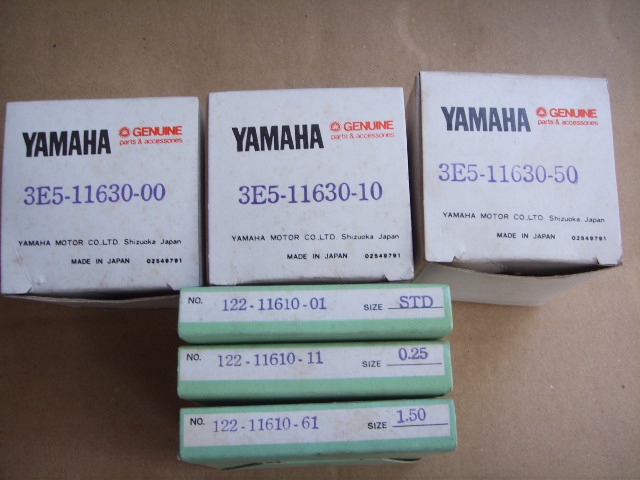 YAMAHA GENUINE
parts & accessories
3E5-11630-00
YAMAHA MOTOR CO.,LTD. Shizuoka Japan
MADE IN JAPAN 02549791
YAMAHA GENUINE
parts & accessories
3E5-11630-10
YAMAHA MOTOR CO.,LTD. Shizuoka Japan
MADE IN JAPAN 02549791
YAMAHA GENUINE
parts & accessories
3E5-11630-50
YAMAHA MOTOR CO.,LTD. Shizuoka Japan
MADE IN JAPAN 02549791
NO. 122-11610-01 SIZE STD
NO. 122-11610-11 SIZE 0.25
NO. 122-11610-61 SIZE 1.50